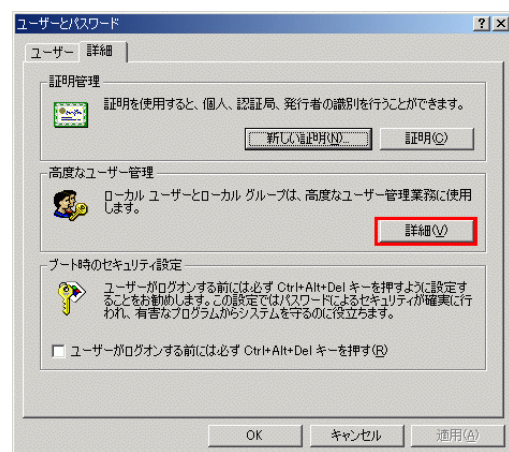 ユーザーとパスワード
ユーザー 詳細
証明管理
証明を使用すると、個人、認証局、発行者の識別を行うことができます。
新しい証明(N)... 証明(C)
高度なユーザー管理
ローカル ユーザーとローカル グループは、高度なユーザー管理業務に使用
します。
詳細(V)
ブート時のセキュリティ設定
ユーザーがログオンする前には必ず Ctrl+Alt+Del キーを押すように設定す
ることをお勧めします。この設定ではパスワードによるセキュリティが確実に行
われ、有害なプログラムからシステムを守るのに役立ちます。
ユーザーがログオンする前には必ず Ctrl+Alt+Del キーを押す(R)
OK キャンセル 適用(A)